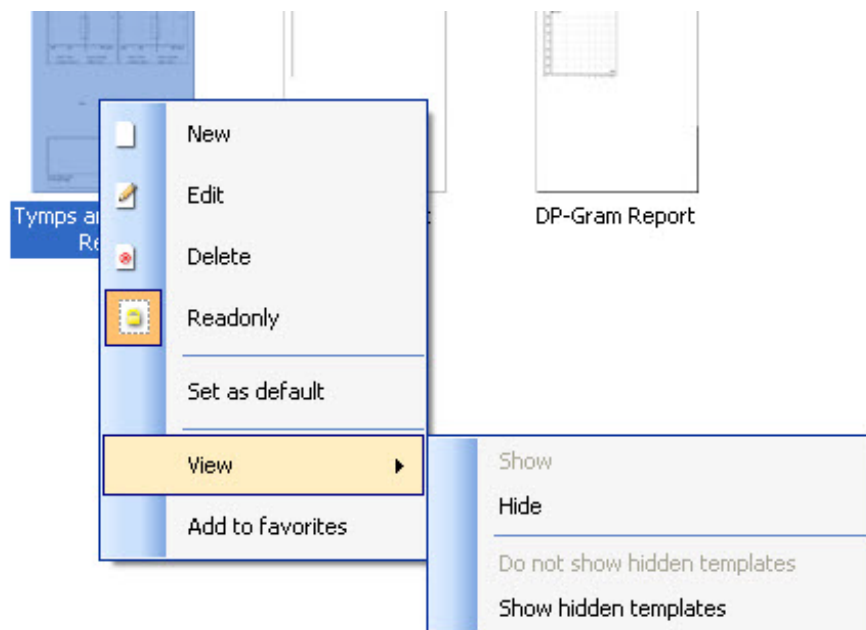 New
Edit
Tymps a
DP-Gram Report
Re
Delete
Readonly
Set as default
View
Show
Hide
Add to favorites
Do not show hidden templates
Show hidden templates